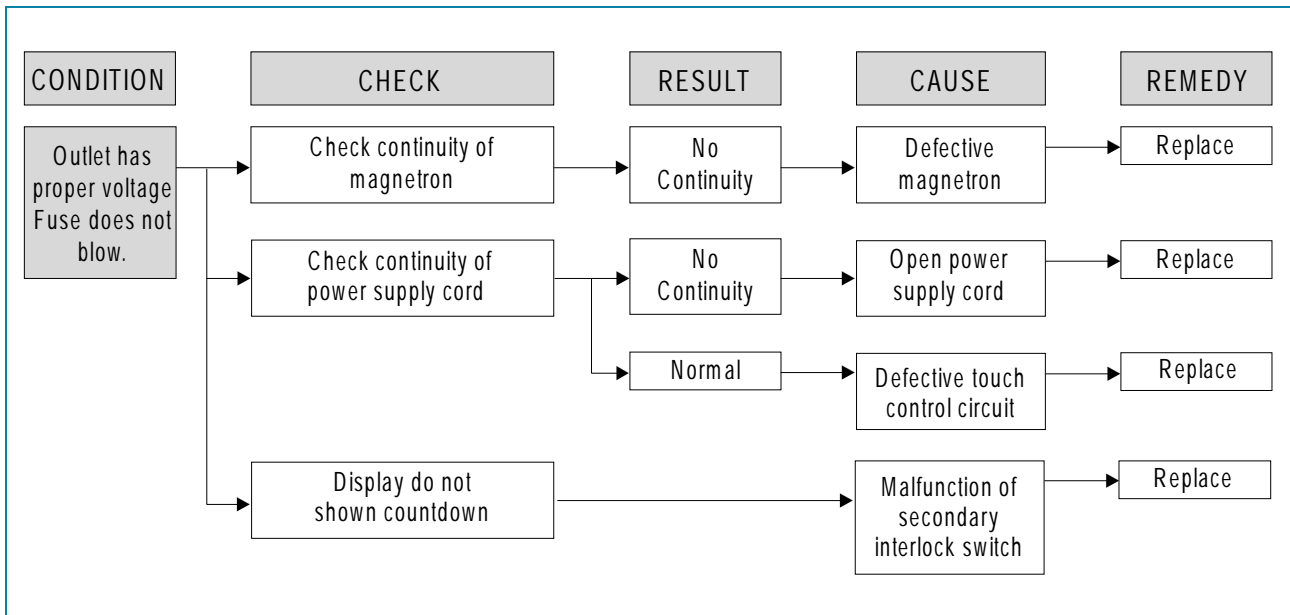 CONDITION
CHECK
RESULT
CAUSE
REMEDY
Outlet has
proper voltage
Fuse does not
blow.
Check continuity of
magnetron
No
Continuity
Defective
magnetron
Replace
Check continuity of
power supply cord
No
Continuity
Open power
supply cord
Replace
Normal
Defective touch
control circuit
Replace
Display do not
shown countdown
Malfunction of
secondary
interlock switch
Replace